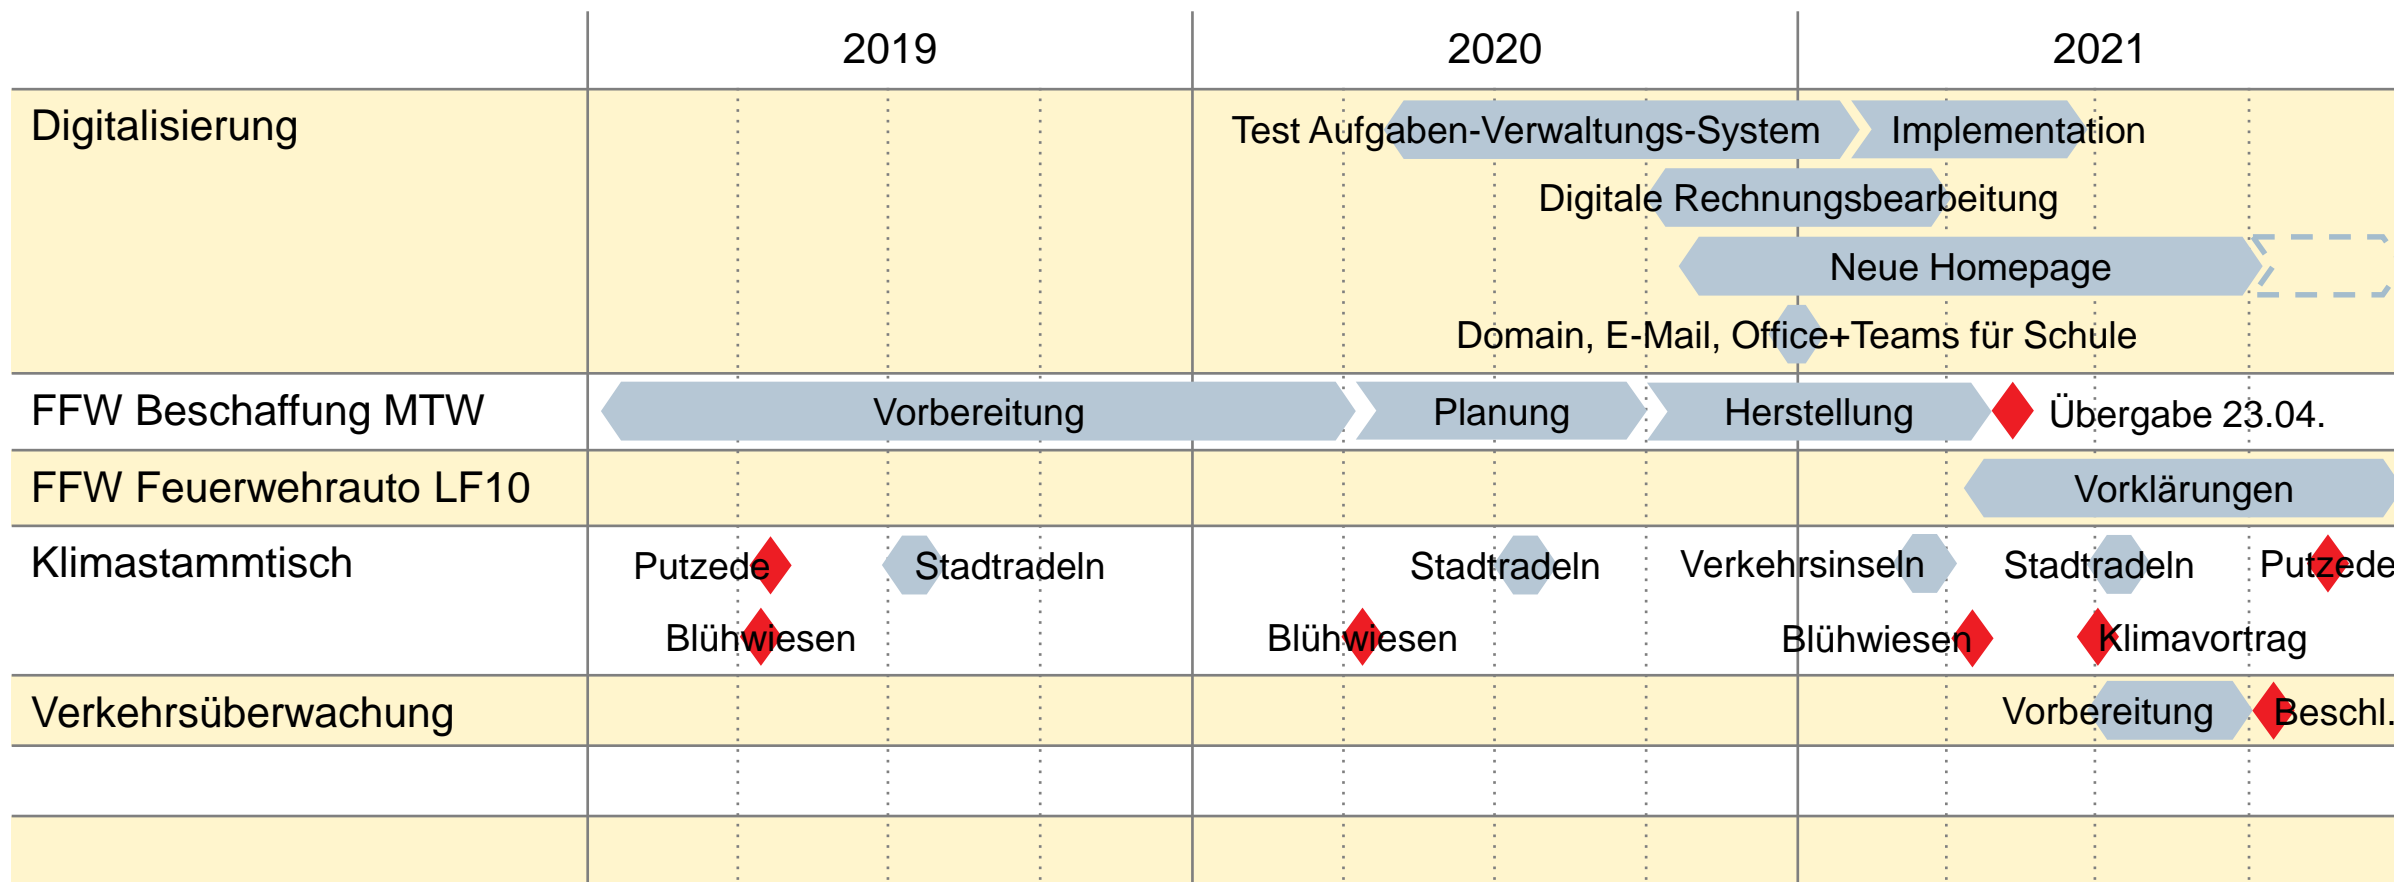 2019 2020 2021
Digitalisierung Test Aufgaben-Verwaltungs-System Implementation
Digitale Rechnungsbearbeitung
Neue Homepage
Domain, E-Mail, Office+Teams für Schule
FFW Beschaffung MTW Vorbereitung Planung Herstellung Übergabe 23.04.
FFW Feuerwehrauto LF10 Vorklärungen
Klimastammtisch Putzede Stadtradeln Stadtradeln Verkehrsinseln Stadtradeln Putzede
Blühwiesen Blühwiesen Blühwiesen Klimavortrag
Verkehrsüberwachung Vorbereitung Beschl.